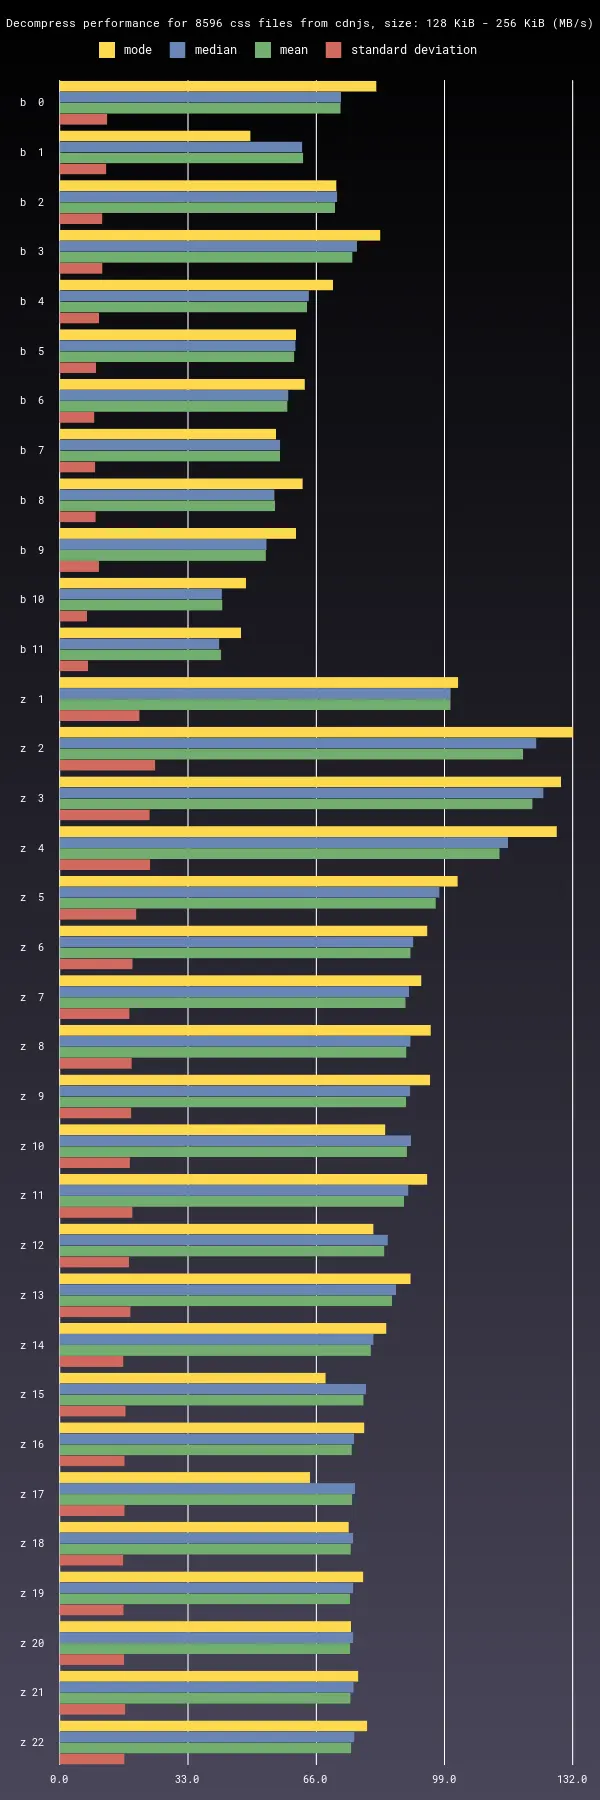 Decompress performance for 8596 css files from cdnjs, size: 128 KiB - 256 KiB (MB/s)
mode median mean standard deviation
b 0
b 1
b 2
b 3
b 4
b 5
b 6
b 7
b 8
b 9
b 10
b 11
z 1
z 2
z 3
z 4
z 5
z 6
z 7
z 8
z 9
z 10
z 11
z 12
z 13
z 14
z 15
z 16
z 17
z 18
z 19
z 20
z 21
z 22
0.0 33.0 66.0 99.0 132.0